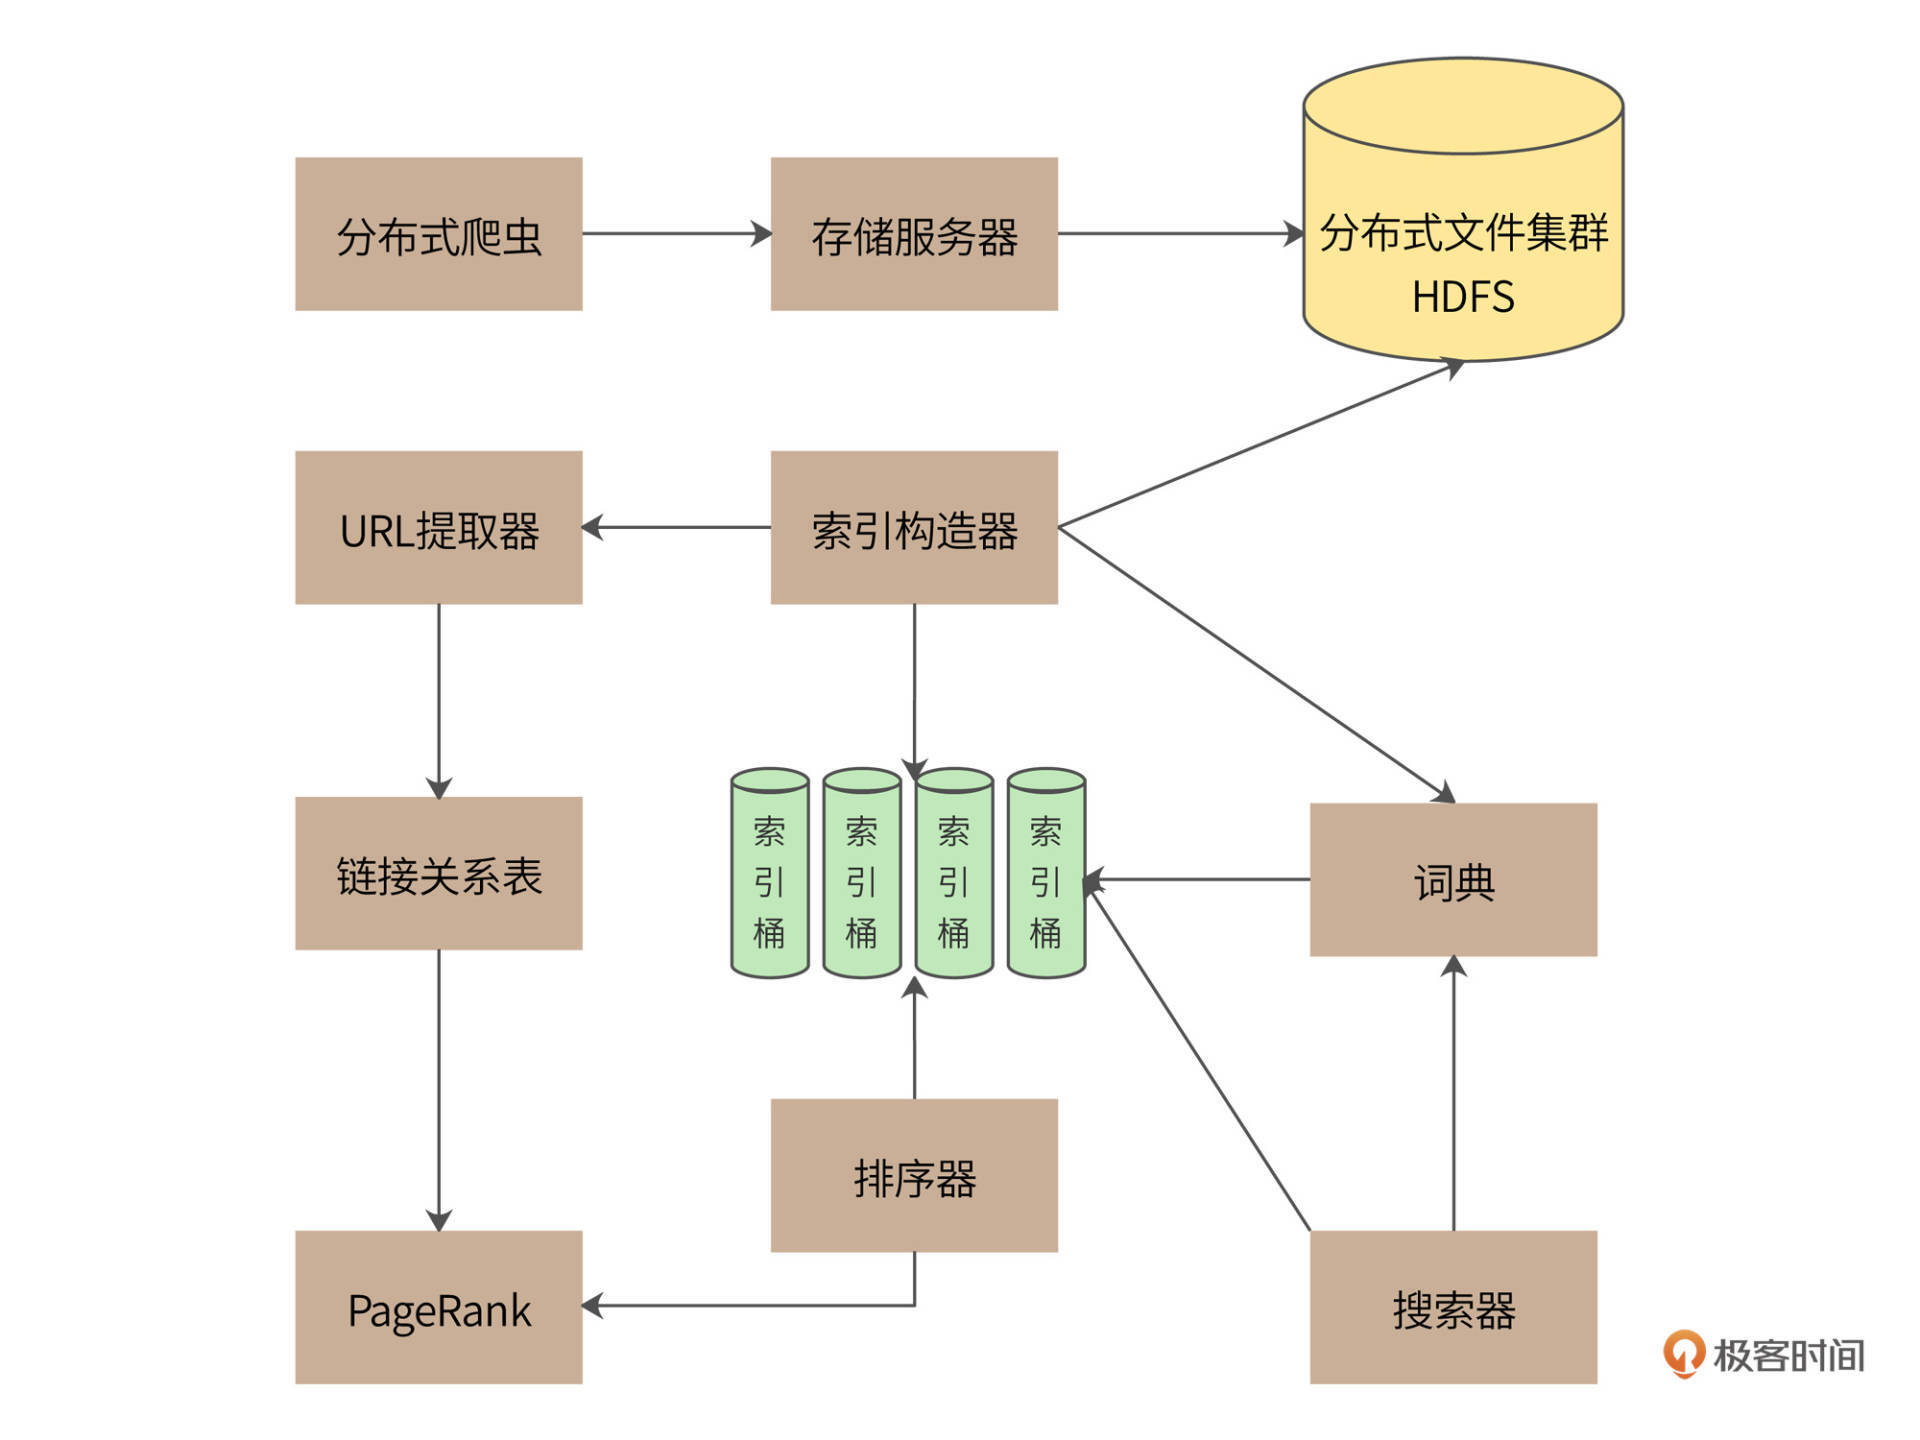 分布式爬虫
存储服务器
分布式文件集群
HDFS
URL提取器
索引构造器
链接关系表
索引桶
索引桶
索引桶
索引桶
词典
排序器
PageRank
搜索器
极客时间